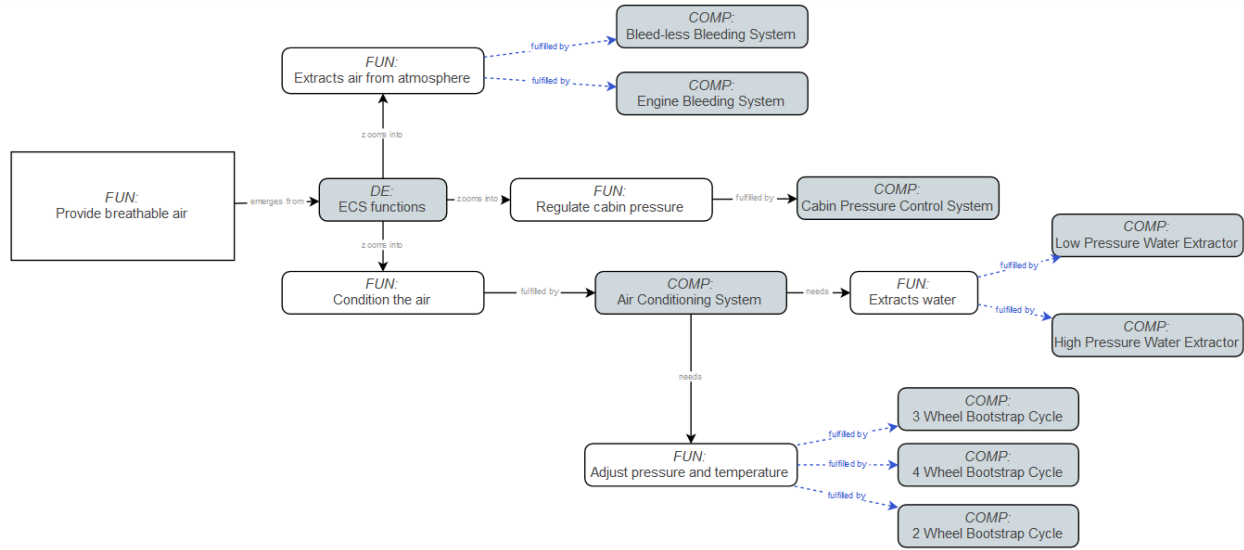 COMP:
Bleed-less Bleeding System
fulfilled by
FUN:
Extracts air from atmosphere
fulfilled by
COMP:
Engine Bleeding System
zooms into
FUN:
Provide breathable air
emerges from
DE:
ECS functions
zooms into
FUN:
Regulate cabin pressure
fulfilled by
COMP:
Cabin Pressure Control System
zooms into
FUN:
Condition the air
fulfilled by
COMP:
Air Conditioning System
needs
FUN:
Extracts water
fulfilled by
COMP:
Low Pressure Water Extractor
fulfilled by
COMP:
High Pressure Water Extractor
needs
FUN:
Adjust pressure and temperature
fulfilled by
COMP:
3 Wheel Bootstrap Cycle
fulfilled by
COMP:
4 Wheel Bootstrap Cycle
fulfilled by
COMP:
2 Wheel Bootstrap Cycle